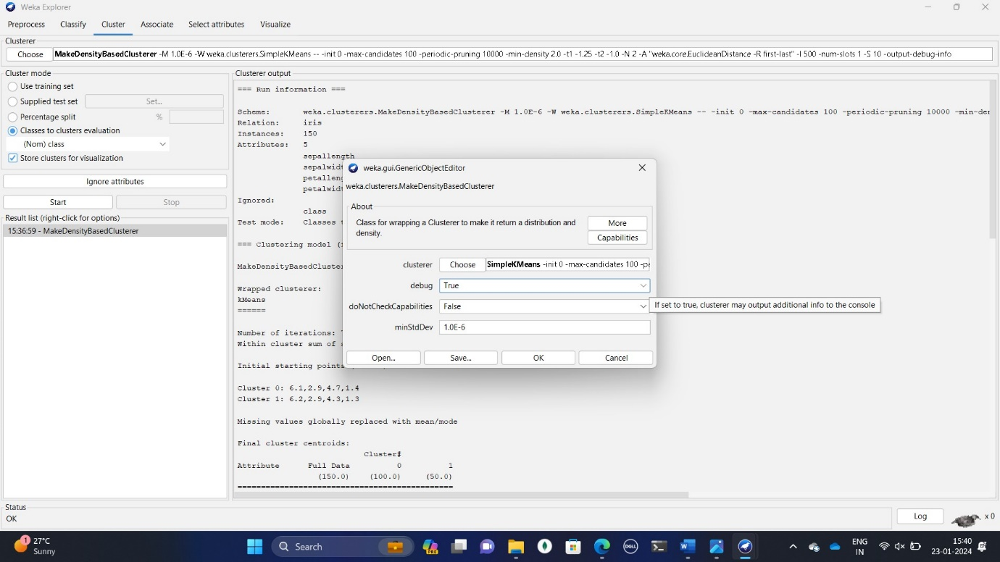 Weka Explorer
Preprocess Classify Cluster Associate Select attributes Visualize
Clusterer
Choose MakeDensityBasedClusterer -M 1.0E-6 -W weka.clusterers.SimpleKMeans -- -init 0 -max-candidates 100 -periodic-pruning 10000 -min-density 2.0 -t1 -1.25 -t2 -1.0 -N 2 -A "weka.core.EuclideanDistance -R first-last" -I 500 -num-slots 1 -S 10 -output-debug-info
Cluster mode
Use training set
Supplied test set Set...
Percentage split %
Classes to clusters evaluation
(Nom) class
Store clusters for visualization
Ignore attributes
Start Stop
Result list (right-click for options)
15:36:59 - MakeDensityBasedClusterer
Clusterer output
=== Run information ===
Scheme: weka.clusterers.MakeDensityBasedClusterer -M 1.0E-6 -W weka.clusterers.SimpleKMeans -- -init 0 -max-candidates 100 -periodic-pruning 10000 -min-der
Relation: iris
Instances: 150
Attributes: 5
sepallength
sepalwidt
petalleng
petalwidt
Ignored:
class
Test mode: Classes t
=== Clustering model (
MakeDensityBasedCluste
Wrapped clusterer:
kMeans
======
Number of iterations:
Within cluster sum of s
Initial starting points
Cluster 0: 6.1,2.9,4.7,1.4
Cluster 1: 6.2,2.9,4.3,1.3
Missing values globally replaced with mean/mode
Final cluster centroids:
Cluster#
Attribute Full Data 0 1
(150.0) (100.0) (50.0)
==============================================
weka.gui.GenericObjectEditor
weka.clusterers.MakeDensityBasedClusterer
About
Class for wrapping a Clusterer to make it return a distribution and
density.
More
Capabilities
clusterer Choose SimpleKMeans -init 0 -max-candidates 100 -pe
debug True
doNotCheckCapabilities False
If set to true, clusterer may output additional info to the console
minStdDev 1.0E-6
Open... Save... OK Cancel
Status
OK
Log x 0
1 27°C
Sunny
Search
PRE
DELL
ENG
IN
15:40
23-01-2024